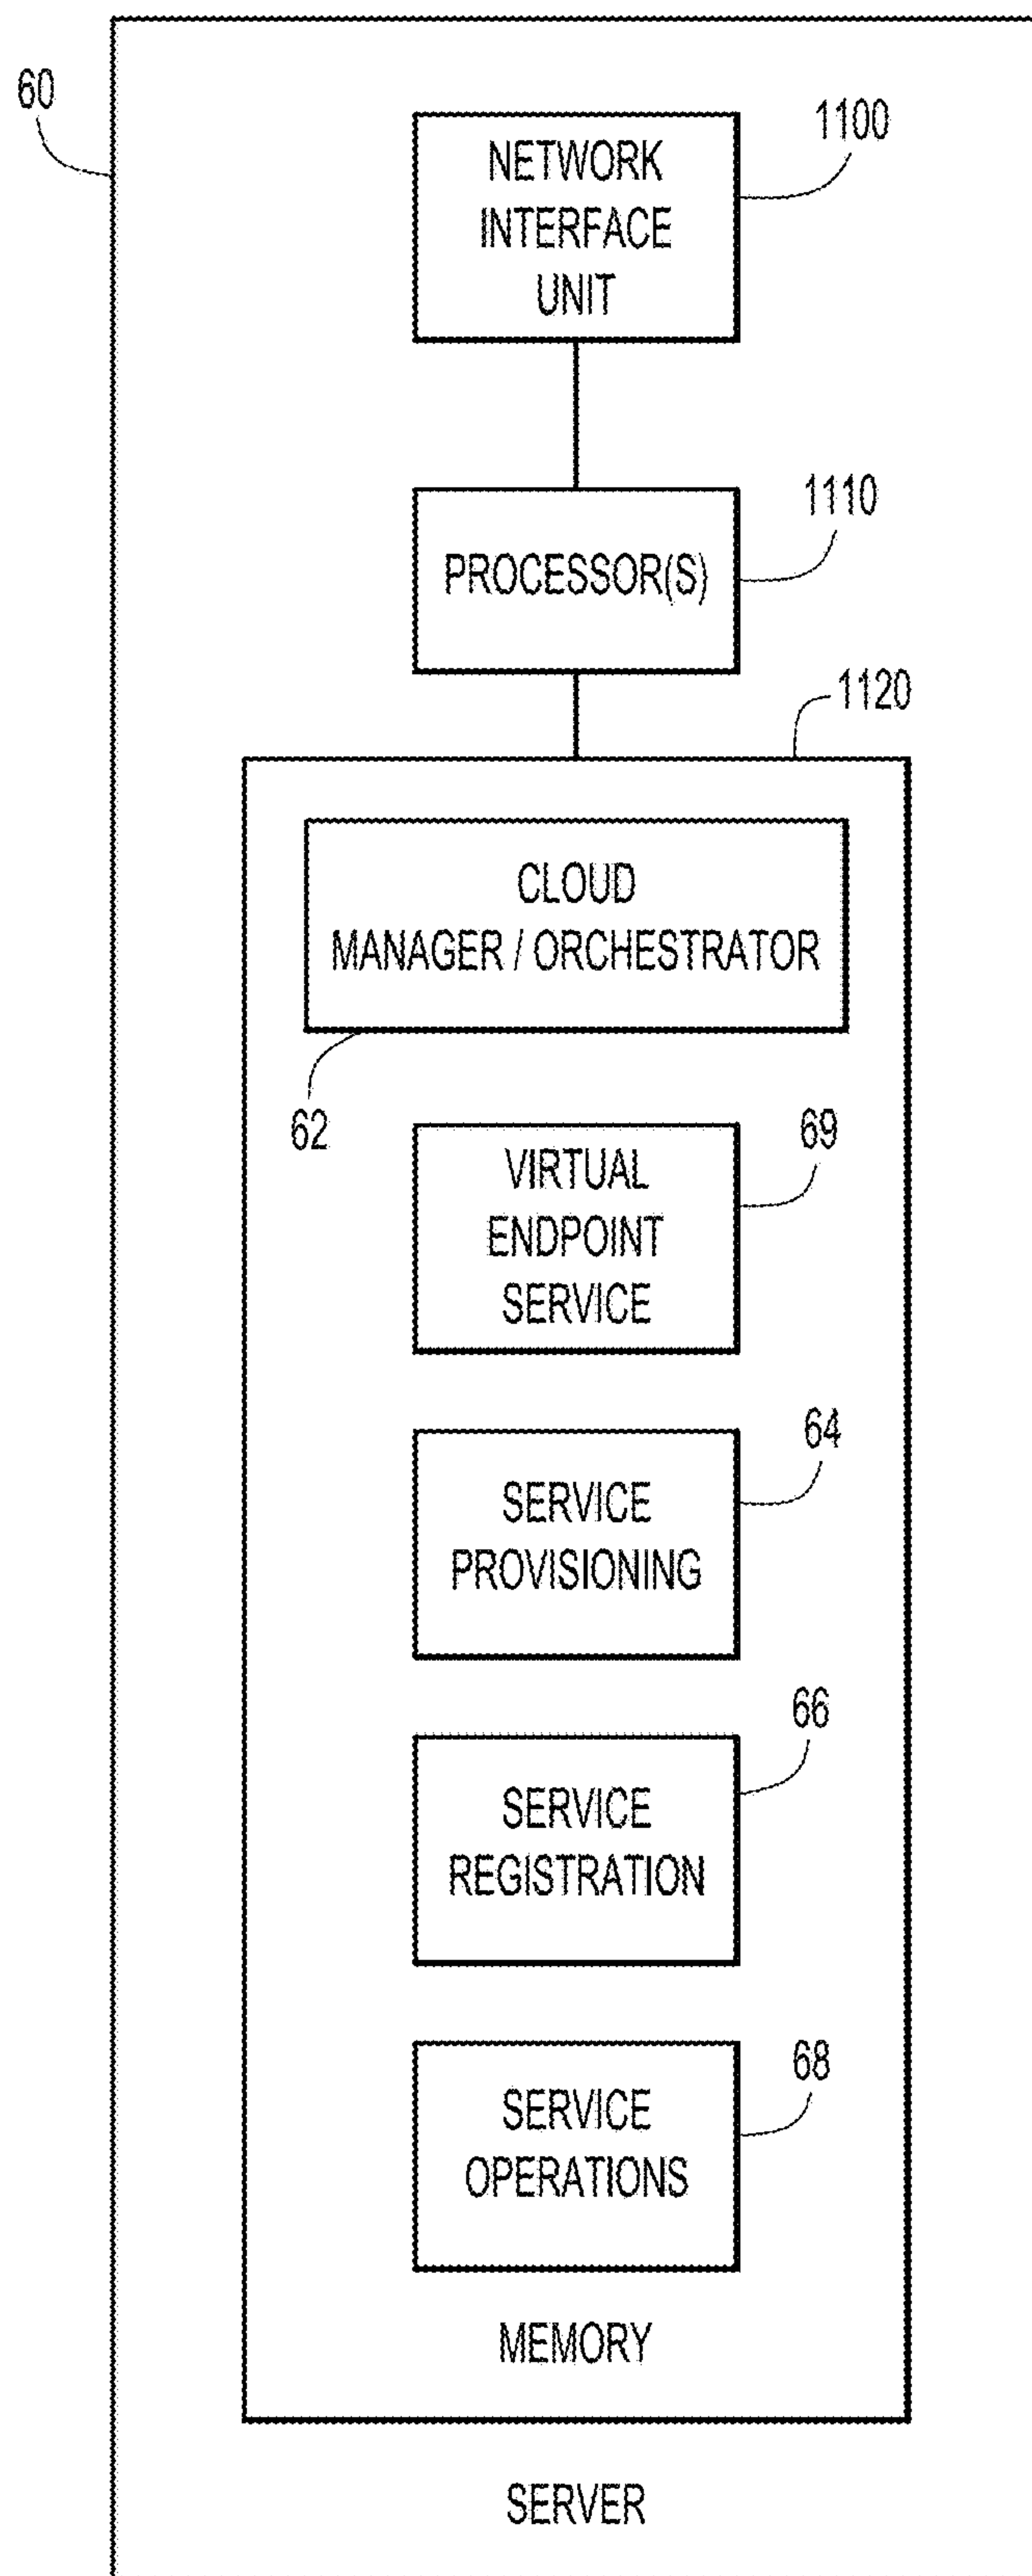 60
1100
NETWORK
INTERFACE
UNIT
1110
PROCESSOR(S)
1120
CLOUD
MANAGER / ORCHESTRATOR
62
69
VIRTUAL
ENDPOINT
SERVICE
64
SERVICE
PROVISIONING
66
SERVICE
REGISTRATION
68
SERVICE
OPERATIONS
MEMORY
SERVER